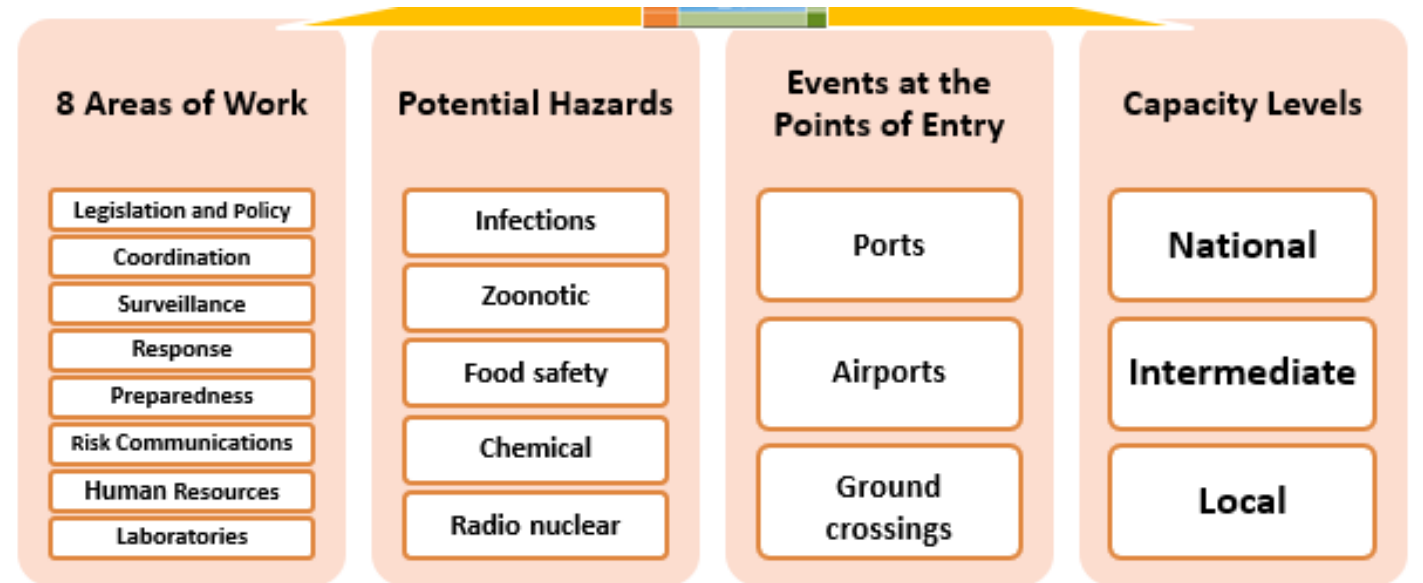 8 Areas of Work
Legislation and Policy
Coordination
Surveillance
Response
Preparedness
Risk Communications
Human Resources
Laboratories
Potential Hazards
Infections
Zoonotic
Food safety
Chemical
Radio nuclear
Events at the
Points of Entry
Ports
Airports
Ground
crossings
Capacity Levels
National
Intermediate
Local